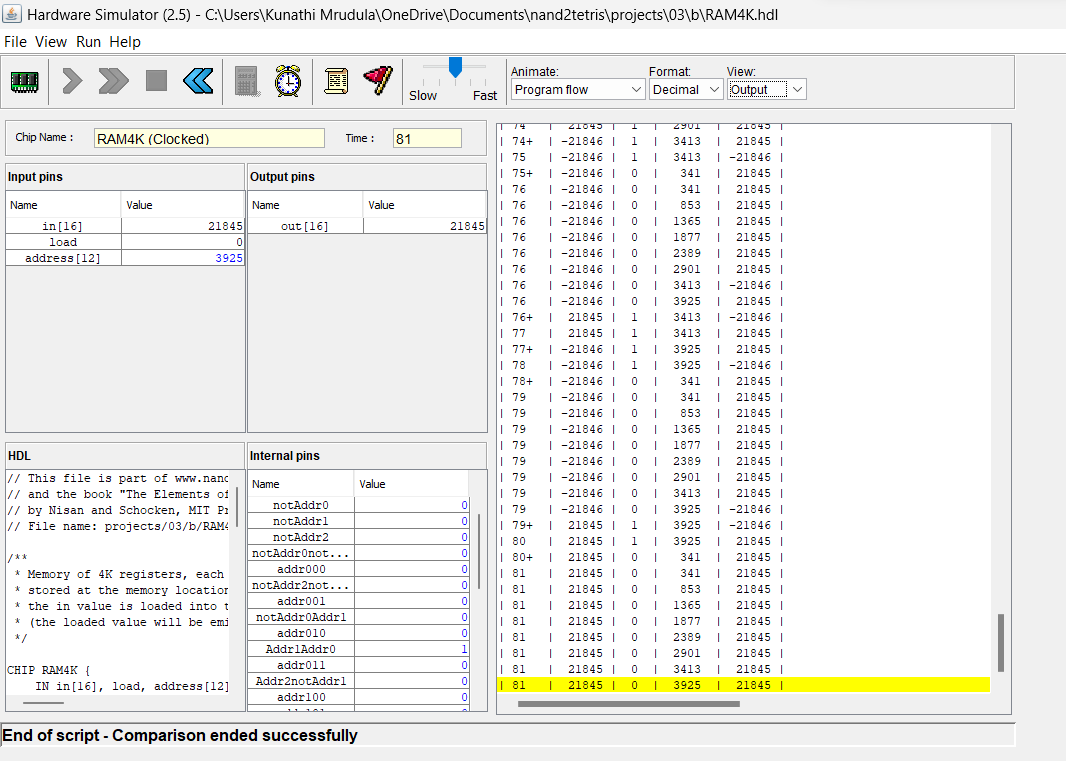 Hardware Simulator (2.5) - C:\Users\Kunathi Mrudula\OneDrive\Documents\nand2tetris\projects\03\b\RAM4K.hdl
File View Run Help
Slow Fast
Animate: Format: View:
Program flow Decimal Output
Chip Name : RAM4K (Clocked) Time : 81
Input pins
Name Value
in[16] 21845
load 0
address[12] 3925
Output pins
Name Value
out[16] 21845
HDL
// This file is part of www.nand
// and the book "The Elements of
// by Nisan and Schocken, MIT Pr
// File name: projects/03/b/RAM4
/**
* Memory of 4K registers, each
* stored at the memory location
* the in value is loaded into t
* (the loaded value will be emi
*/
CHIP RAM4K {
IN in[16], load, address[12]
Internal pins
Name Value
notAddr0 0
notAddr1 0
notAddr2 0
notAddr0not... 0
addr000 0
notAddr2not... 0
addr001 0
notAddr0Addr1 0
addr010 0
Addr1Addr0 1
addr011 0
Addr2notAddr1 0
addr100 0
| 74 | 21845 | 1 | 2901 | 21845 |
| 74+ | -21846 | 1 | 3413 | 21845 |
| 75 | -21846 | 1 | 3413 | -21846 |
| 75+ | -21846 | 0 | 341 | 21845 |
| 76 | -21846 | 0 | 341 | 21845 |
| 76 | -21846 | 0 | 853 | 21845 |
| 76 | -21846 | 0 | 1365 | 21845 |
| 76 | -21846 | 0 | 1877 | 21845 |
| 76 | -21846 | 0 | 2389 | 21845 |
| 76 | -21846 | 0 | 2901 | 21845 |
| 76 | -21846 | 0 | 3413 | -21846 |
| 76 | -21846 | 0 | 3925 | 21845 |
| 76+ | 21845 | 1 | 3413 | -21846 |
| 77 | 21845 | 1 | 3413 | 21845 |
| 77+ | -21846 | 1 | 3925 | 21845 |
| 78 | -21846 | 1 | 3925 | -21846 |
| 78+ | -21846 | 0 | 341 | 21845 |
| 79 | -21846 | 0 | 341 | 21845 |
| 79 | -21846 | 0 | 853 | 21845 |
| 79 | -21846 | 0 | 1365 | 21845 |
| 79 | -21846 | 0 | 1877 | 21845 |
| 79 | -21846 | 0 | 2389 | 21845 |
| 79 | -21846 | 0 | 2901 | 21845 |
| 79 | -21846 | 0 | 3413 | 21845 |
| 79 | -21846 | 0 | 3925 | -21846 |
| 79+ | 21845 | 1 | 3925 | -21846 |
| 80 | 21845 | 1 | 3925 | 21845 |
| 80+ | 21845 | 0 | 341 | 21845 |
| 81 | 21845 | 0 | 341 | 21845 |
| 81 | 21845 | 0 | 853 | 21845 |
| 81 | 21845 | 0 | 1365 | 21845 |
| 81 | 21845 | 0 | 1877 | 21845 |
| 81 | 21845 | 0 | 2389 | 21845 |
| 81 | 21845 | 0 | 2901 | 21845 |
| 81 | 21845 | 0 | 3413 | 21845 |
| 81 | 21845 | 0 | 3925 | 21845 |
End of script - Comparison ended successfully